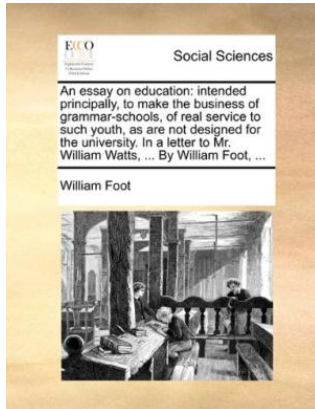 ECCO
Social Sciences
An essay on education: intended
principally, to make the business of
grammar-schools, of real service to
such youth, as are not designed for
the university. In a letter to Mr.
William Watts, ... By William Foot, ...
William Foot